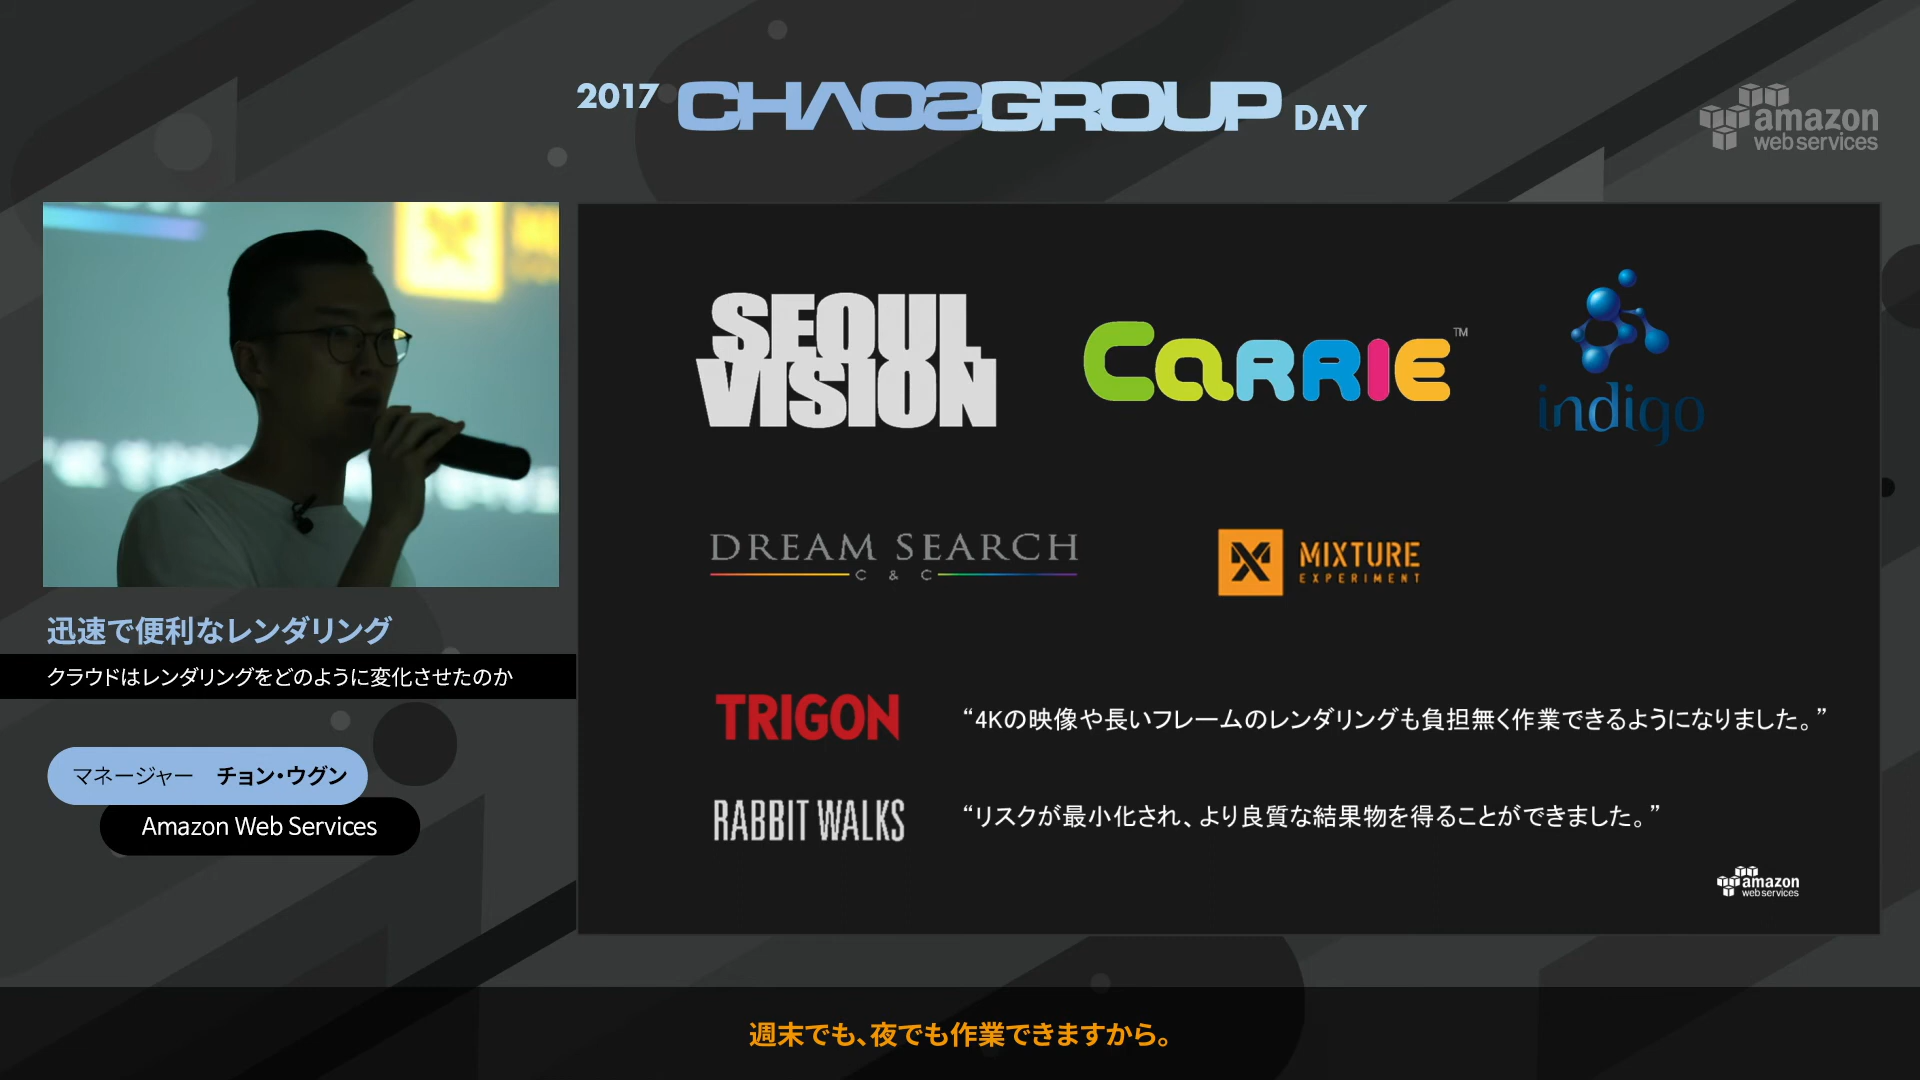 2017 CHAOSGROUP DAY
amazon
web services
SEOUL
VISION
CaRRIE™
indigo
DREAM SEARCH
C & C
MIXTURE
EXPERIMENT
TRIGON
“4Kの映像や長いフレームのレンダリングも負担無く作業できるようになりました。”
RABBIT WALKS
“リスクが最小化され、より良質な結果物を得ることができました。”
amazon
web services
迅速で便利なレンダリング
クラウドはレンダリングをどのように変化させたのか
マネージャー チョン・ウグン
Amazon Web Services
週末でも、夜でも作業できますから。